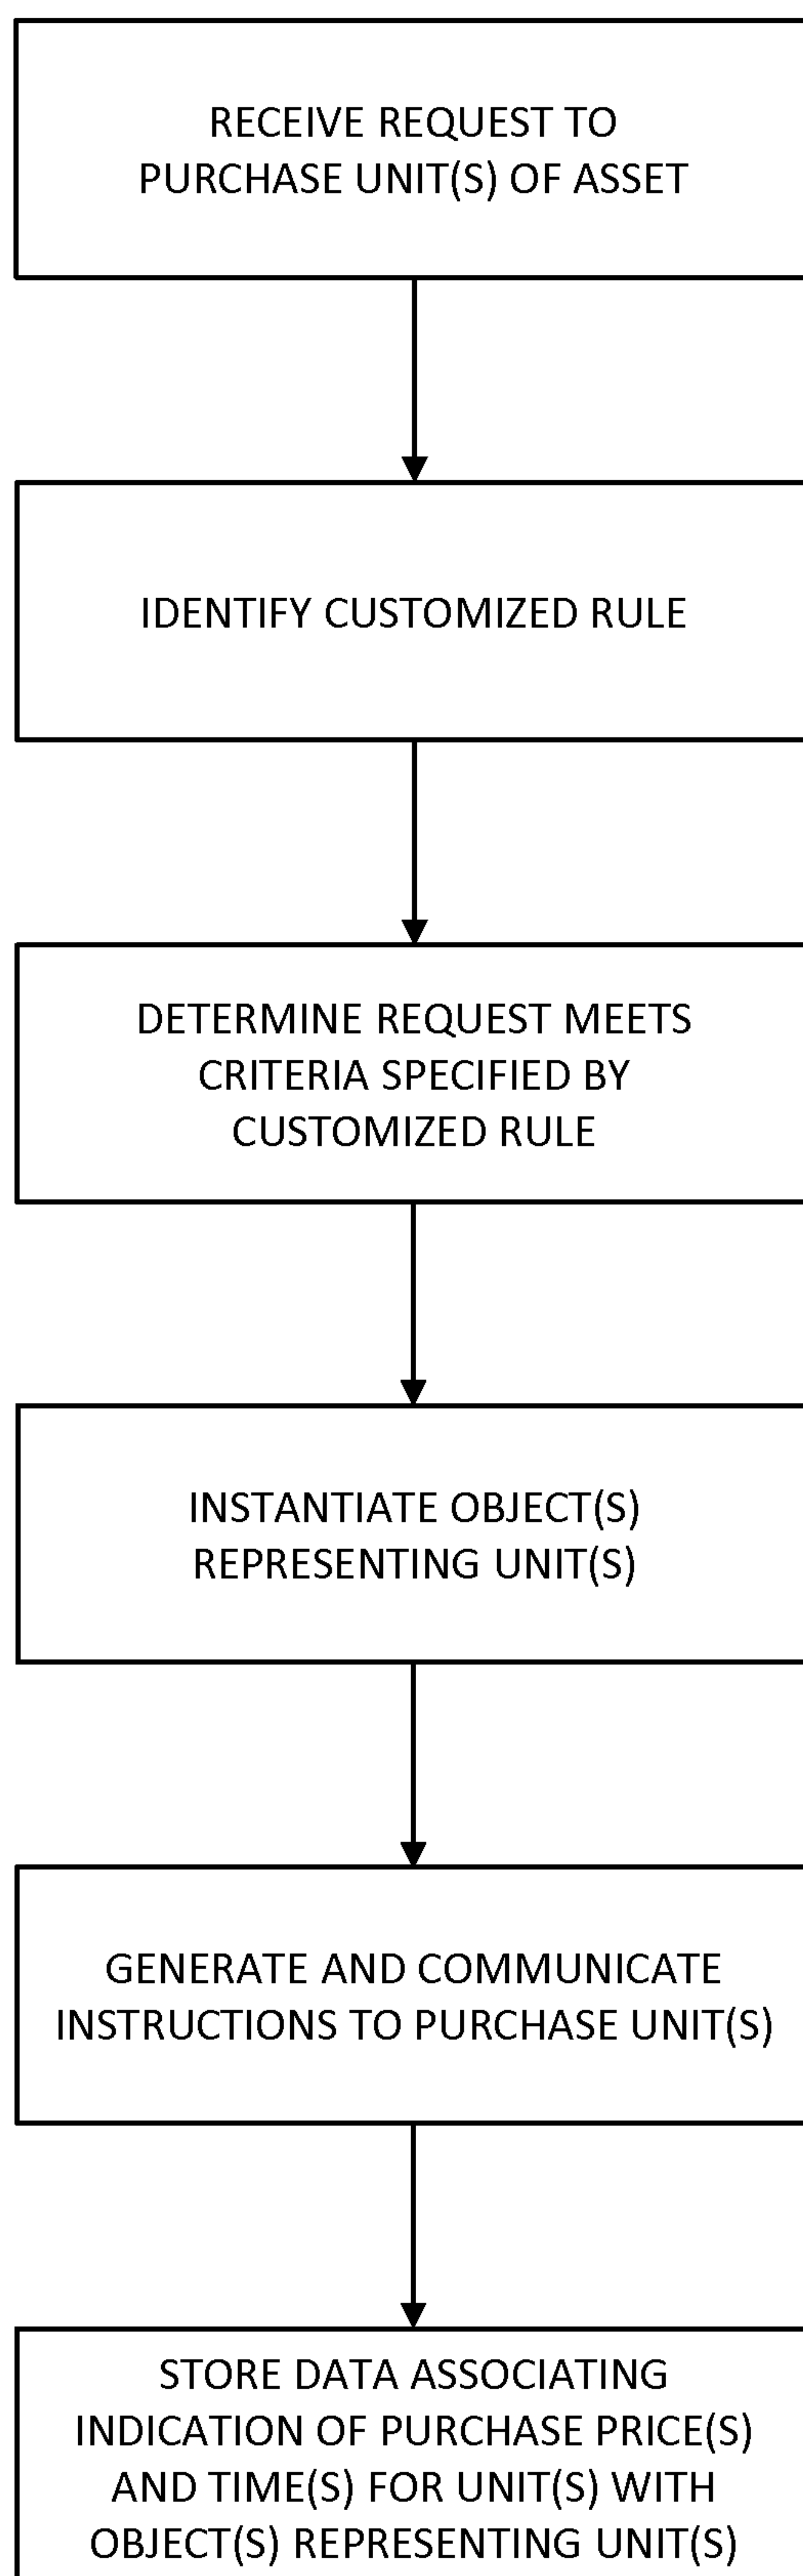 RECEIVE REQUEST TO
PURCHASE UNIT(S) OF ASSET
IDENTIFY CUSTOMIZED RULE
DETERMINE REQUEST MEETS
CRITERIA SPECIFIED BY
CUSTOMIZED RULE
INSTANTIATE OBJECT(S)
REPRESENTING UNIT(S)
GENERATE AND COMMUNICATE
INSTRUCTIONS TO PURCHASE UNIT(S)
STORE DATA ASSOCIATING
INDICATION OF PURCHASE PRICE(S)
AND TIME(S) FOR UNIT(S) WITH
OBJECT(S) REPRESENTING UNIT(S)